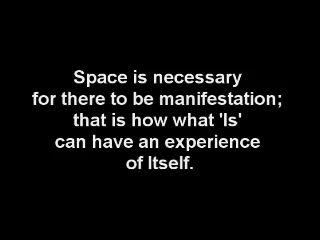 Space is necessary
for there to be manifestation;
that is how what 'Is'
can have an experience
of Itself.